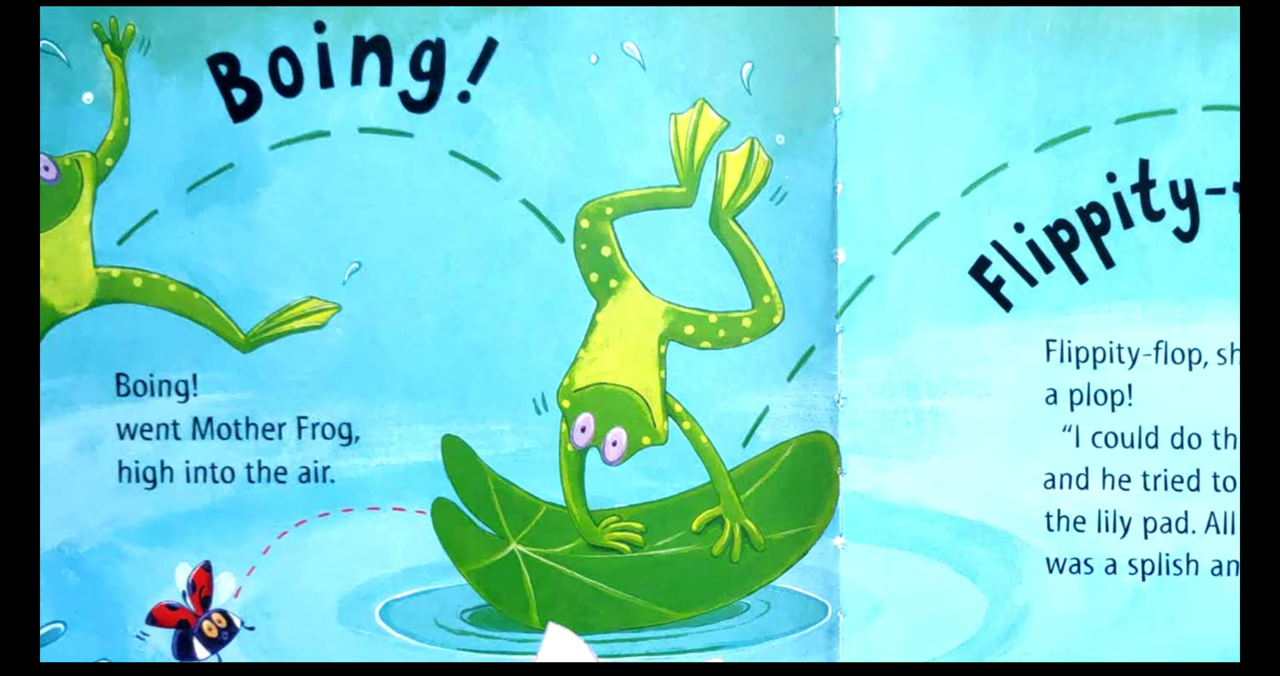 Boing!
Boing!
went Mother Frog,
high into the air.
Flippity-
Flippity-flop, sh
a plop!
“I could do th
and he tried to
the lily pad. All
was a splish an